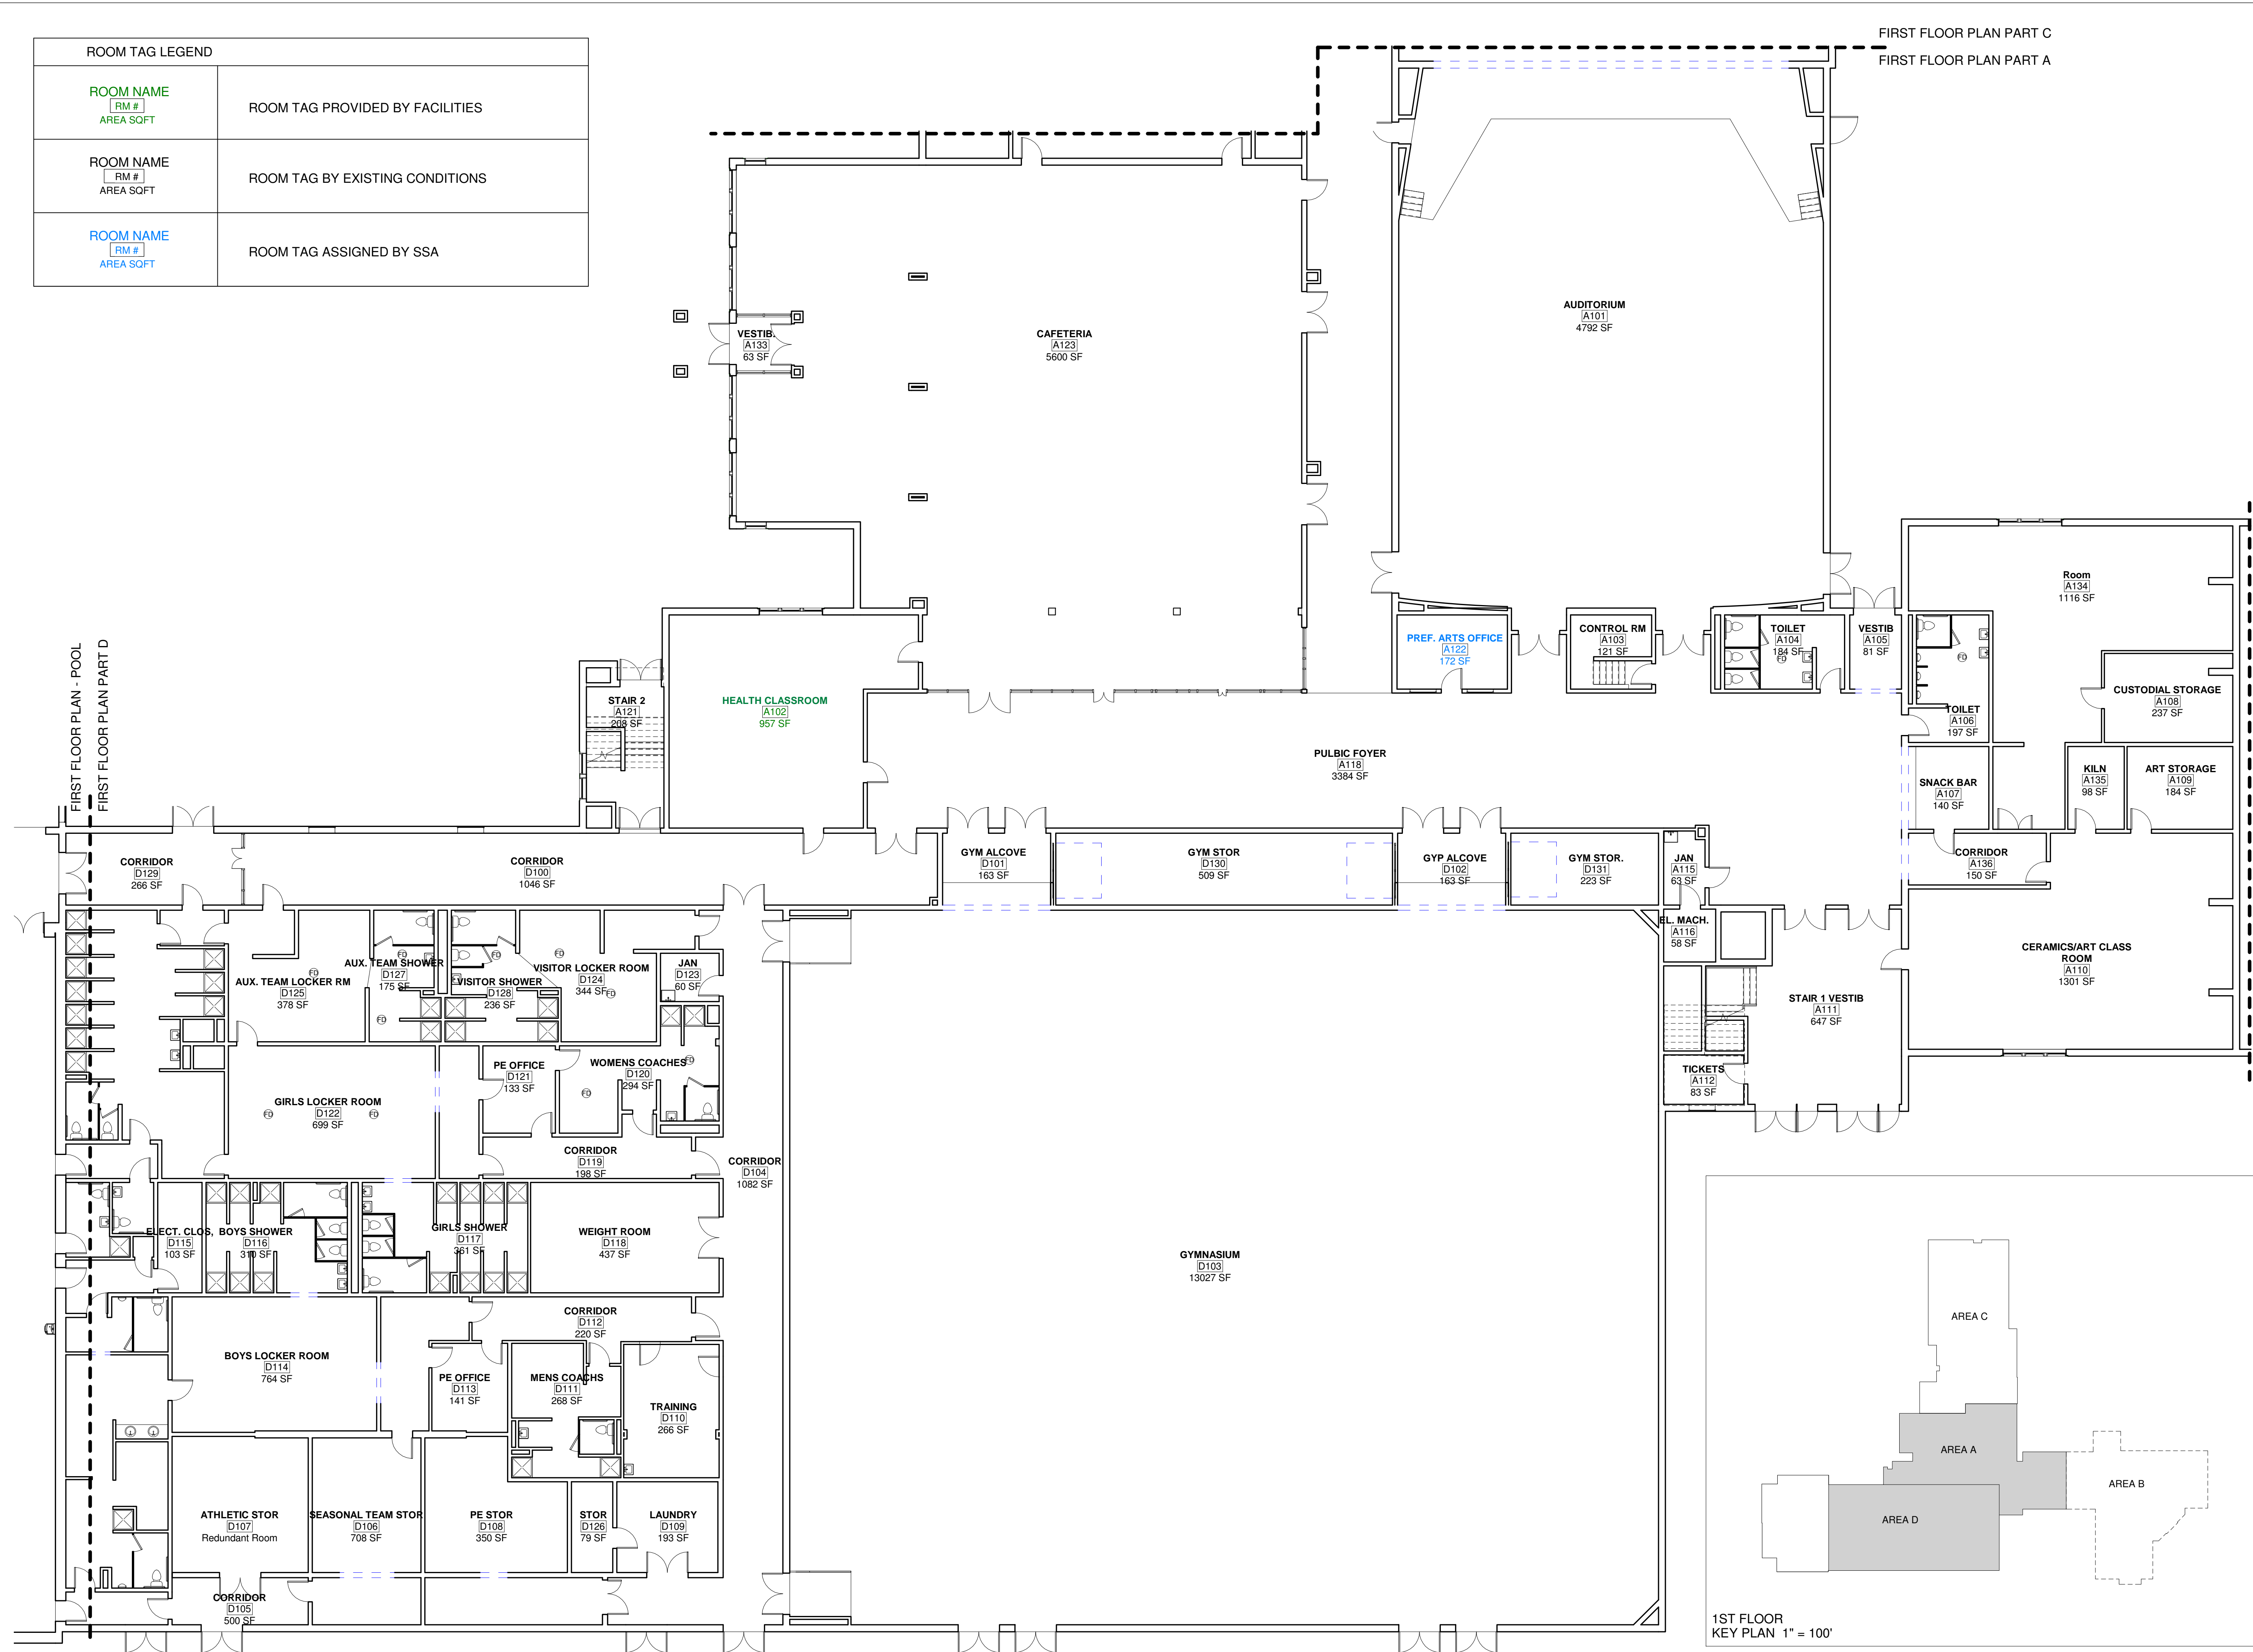 FIRST FLOOR PLAN PART C
FIRST FLOOR PLAN PART A
ROOM TAG LEGEND
ROOM NAME
RM #
AREA SQFT
ROOM TAG PROVIDED BY FACILITIES
ROOM NAME
RM #
AREA SQFT
ROOM TAG BY EXISTING CONDITIONS
ROOM NAME
RM #
AREA SQFT
ROOM TAG ASSIGNED BY SSA
VESTIB.
A133
63 SF
CAFETERIA
A123
5600 SF
AUDITORIUM
A101
4792 SF
Room
A134
1116 SF
PREF. ARTS OFFICE
A122
172 SF
CONTROL RM
A103
121 SF
TOILET
A104
184 SF
FD
VESTIB
A105
81 SF
FD
TOILET
A106
197 SF
CUSTODIAL STORAGE
A108
237 SF
FIRST FLOOR PLAN - POOL
FIRST FLOOR PLAN PART D
STAIR 2
A121
208 SF
HEALTH CLASSROOM
A102
957 SF
PULBIC FOYER
A118
3384 SF
SNACK BAR
A107
140 SF
KILN
A135
98 SF
ART STORAGE
A109
184 SF
CORRIDOR
D129
266 SF
CORRIDOR
D100
1046 SF
GYM ALCOVE
D101
163 SF
GYM STOR
D130
509 SF
GYP ALCOVE
D102
163 SF
GYM STOR.
D131
223 SF
JAN
A115
63 SF
CORRIDOR
A136
150 SF
EL. MACH.
A116
58 SF
CERAMICS/ART CLASS
ROOM
A110
1301 SF
STAIR 1 VESTIB
A111
647 SF
TICKETS
A112
83 SF
FD
AUX. TEAM LOCKER RM
D125
378 SF
FD
AUX. TEAM SHOWER
D127
175 SF
FD
FD
VISITOR SHOWER
D128
236 SF
FD
VISITOR LOCKER ROOM
D124
344 SF
FD
JAN
D123
60 SF
PE OFFICE
D121
133 SF
WOMENS COACHES
D120
294 SF
FD
FD
GIRLS LOCKER ROOM
D122
699 SF
FD
FD
CORRIDOR
D119
198 SF
CORRIDOR
D104
1082 SF
ELECT. CLOS,
D115
103 SF
BOYS SHOWER
D116
310 SF
GIRLS SHOWER
D117
361 SF
WEIGHT ROOM
D118
437 SF
GYMNASIUM
D103
13027 SF
CORRIDOR
D112
220 SF
BOYS LOCKER ROOM
D114
764 SF
PE OFFICE
D113
141 SF
MENS COACHS
D111
268 SF
TRAINING
D110
266 SF
ATHLETIC STOR
D107
Redundant Room
SEASONAL TEAM STOR
D106
708 SF
PE STOR
D108
350 SF
STOR
D126
79 SF
LAUNDRY
D109
193 SF
CORRIDOR
D105
500 SF
AREA C
AREA A
AREA B
AREA D
1ST FLOOR
KEY PLAN 1" = 100'